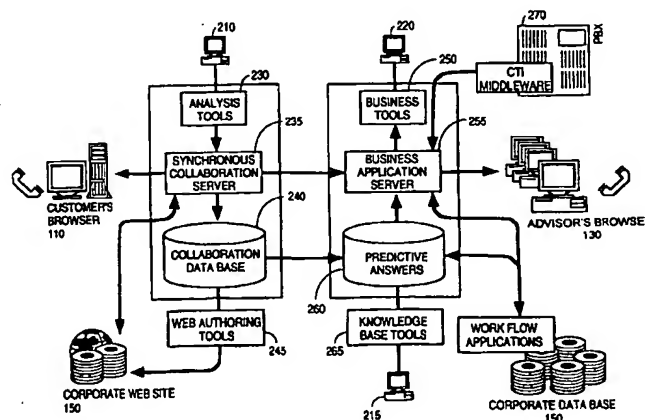 210
220
270
PBX
CTI
MIDDLEWARE
230
ANALYSIS
TOOLS
250
BUSINESS
TOOLS
235
SYNCHRONOUS
COLLABORATION
SERVER
255
BUSINESS
APPLICATION
SERVER
CUSTOMER'S
BROWSER
110
ADVISOR'S BROWSE
130
240
COLLABORATION
DATA BASE
PREDICTIVE
ANSWERS
260
WEB AUTHORING
TOOLS
245
265
KNOWLEDGE
BASE TOOLS
WORK FLOW
APPLICATIONS
CORPORATE WEB SITE
150
215
CORPORATE DATA BASE
150